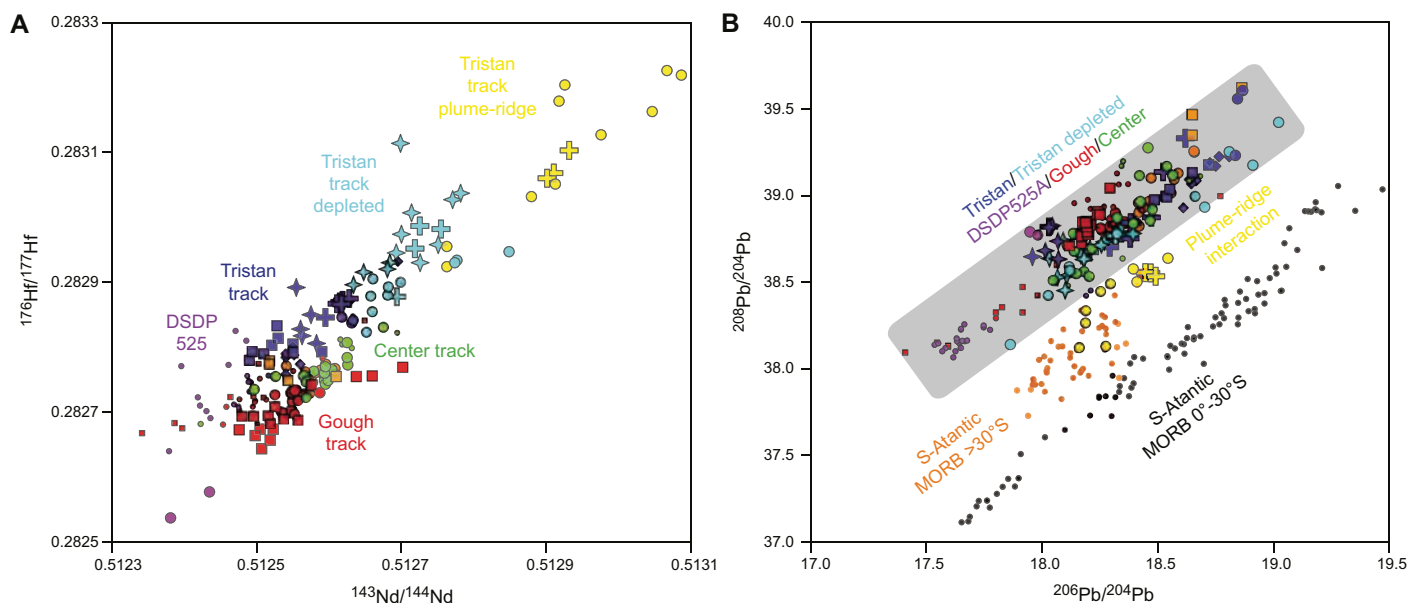 A
0.2833
0.2831
0.2829
0.2827
0.2825
176Hf/177Hf
0.5123
0.5125
0.5127
0.5129
0.5131
143Nd/144Nd
Tristan
track
plume-ridge
Tristan
track
depleted
Tristan
track
DSDP
525
Center track
Gough
track
B
40.0
39.5
39.0
38.5
38.0
37.5
37.0
208Pb/204Pb
17.0
17.5
18.0
18.5
19.0
19.5
206Pb/204Pb
Tristan/Tristan depleted
DSDP525A/Gough/Center
Plume-ridge
interaction
S-Atantic
MORB >30°S
S-Atantic
MORB 0°-30°S